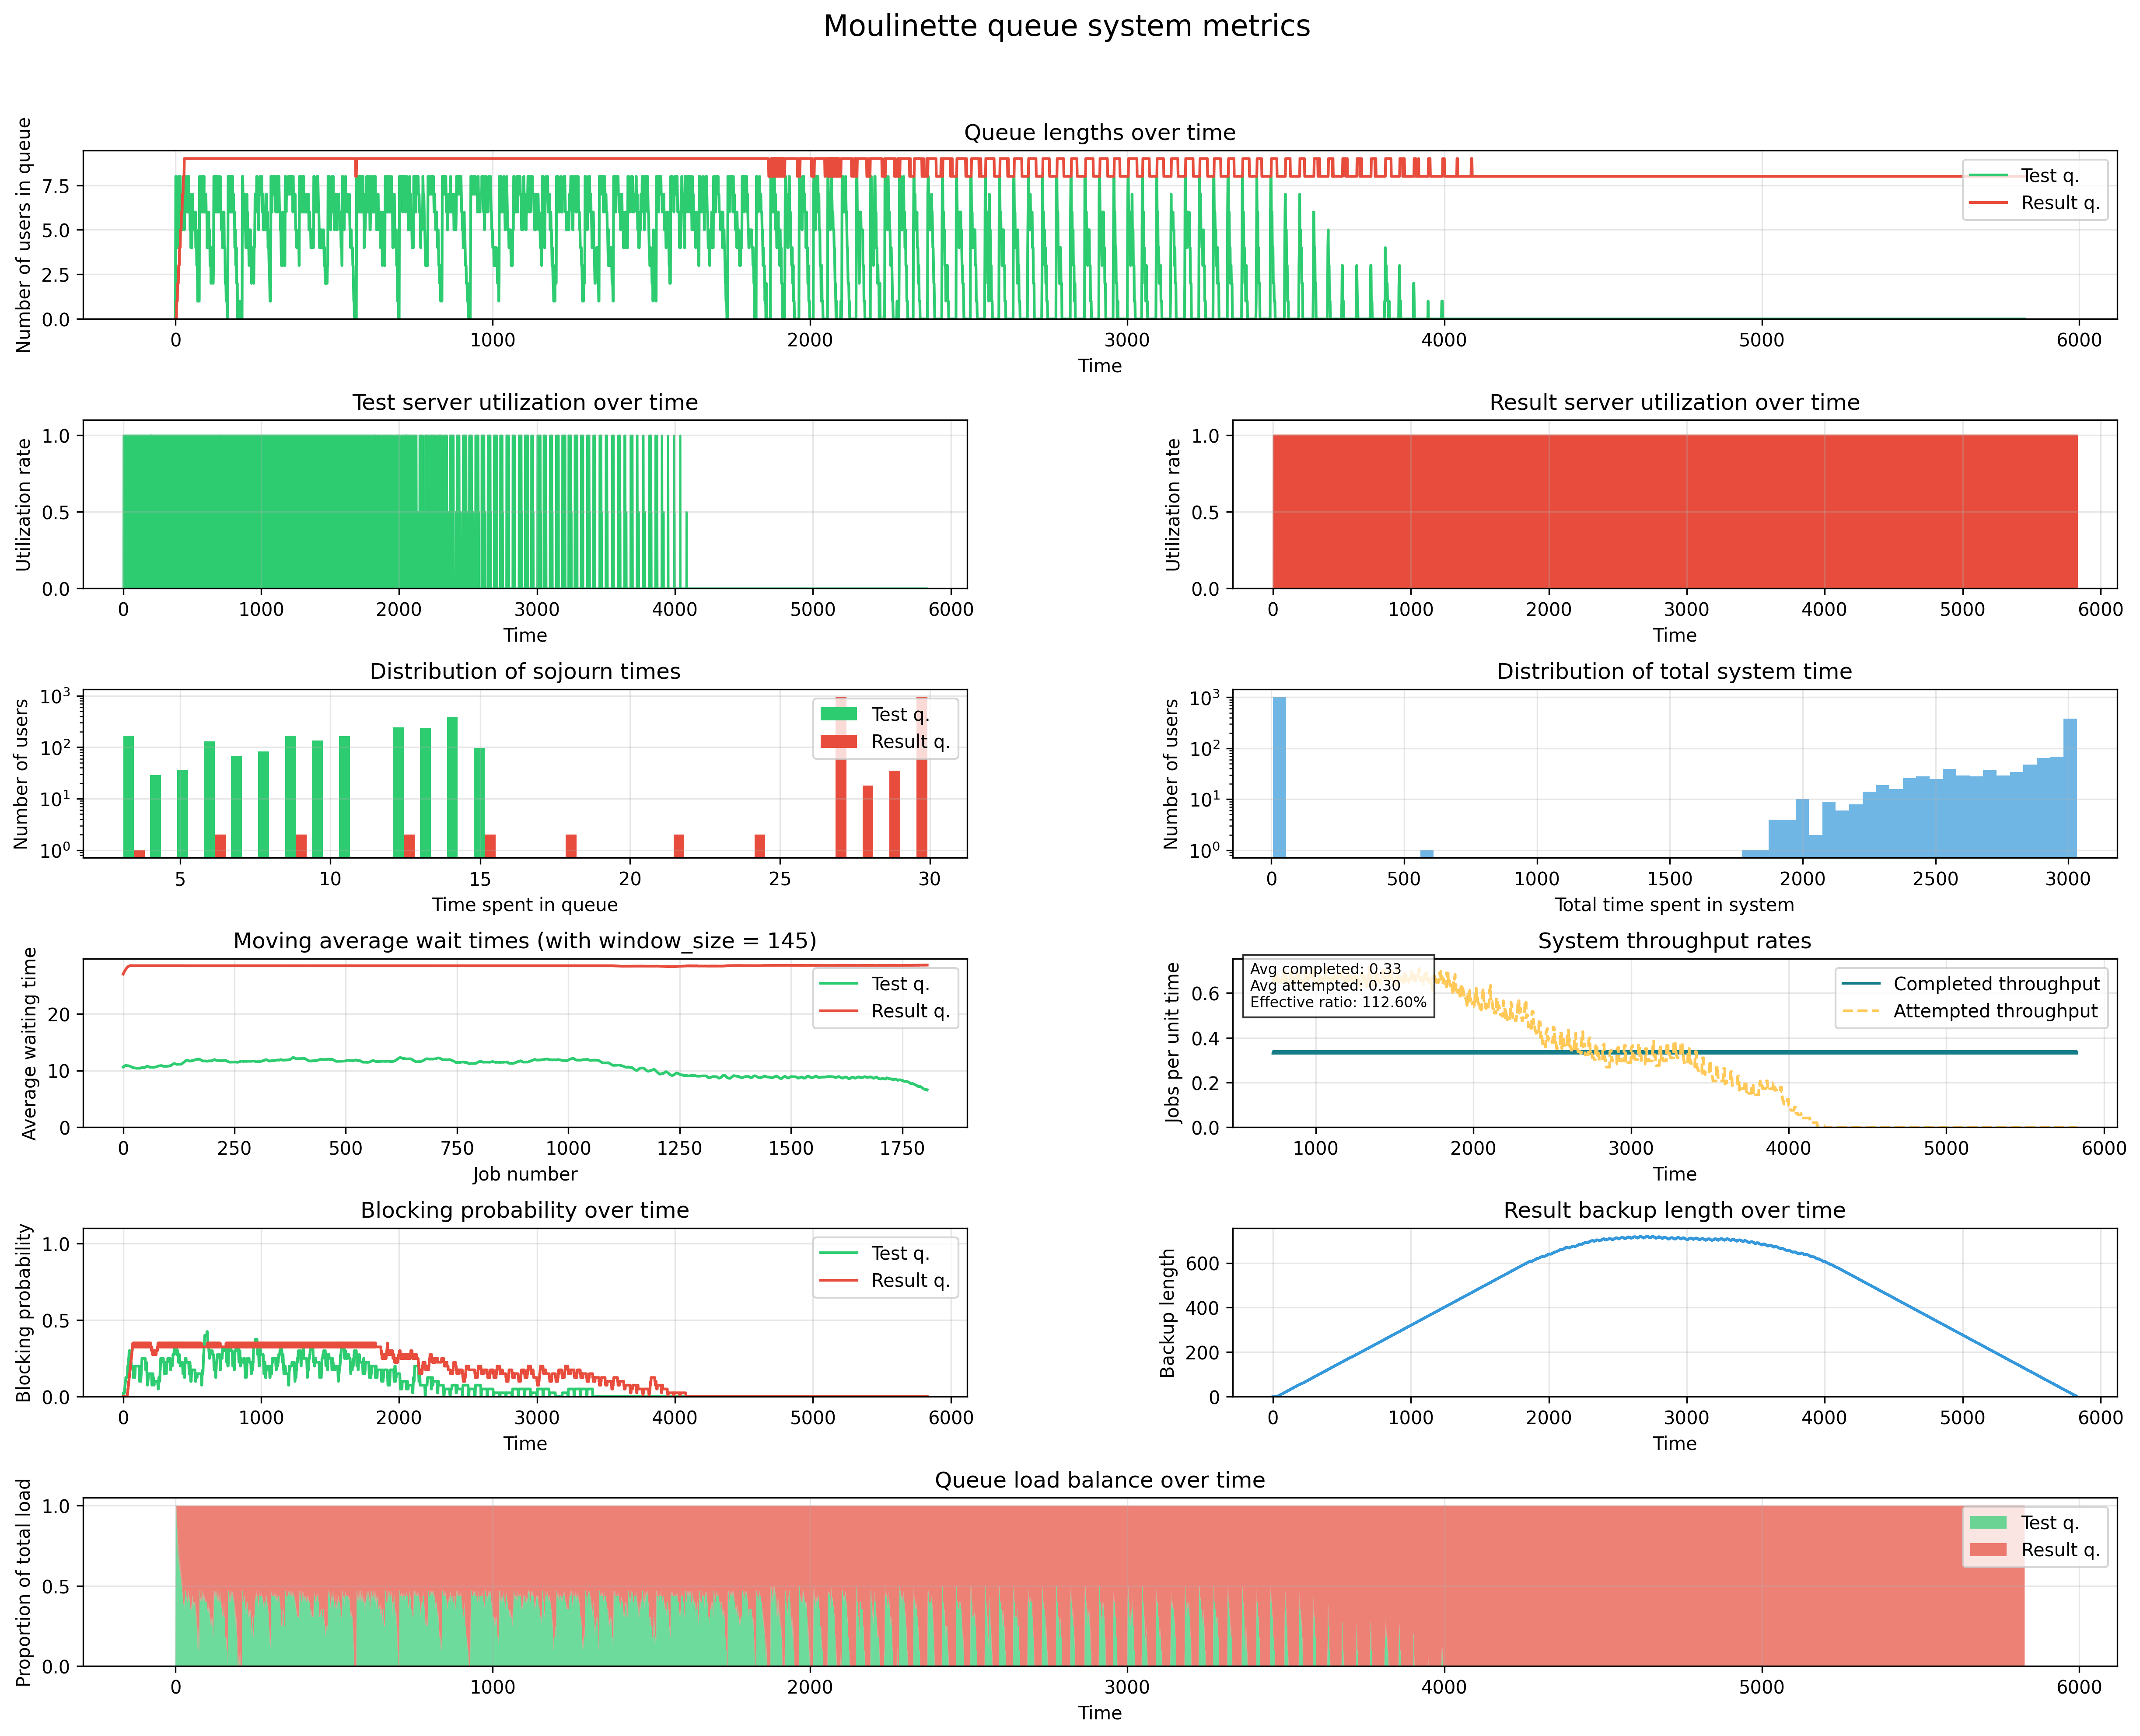 Moulinette queue system metrics
Queue lengths over time
Number of users in queue
7.5
5.0
2.5
0.0
Test q.
Result q.
0 1000 2000 3000 4000 5000 6000
Time
Test server utilization over time
Utilization rate
1.0
0.5
0.0
0 1000 2000 3000 4000 5000 6000
Time
Result server utilization over time
Utilization rate
1.0
0.5
0.0
0 1000 2000 3000 4000 5000 6000
Time
Distribution of sojourn times
Number of users
10³
10²
10¹
10⁰
Test q.
Result q.
5 10 15 20 25 30
Time spent in queue
Distribution of total system time
Number of users
10³
10²
10¹
10⁰
0 500 1000 1500 2000 2500 3000
Total time spent in system
Moving average wait times (with window_size = 145)
Average waiting time
20
10
0
Test q.
Result q.
0 250 500 750 1000 1250 1500 1750
Job number
System throughput rates
Jobs per unit time
0.6
0.4
0.2
0.0
Avg completed: 0.33
Avg attempted: 0.30
Effective ratio: 112.60%
Completed throughput
Attempted throughput
1000 2000 3000 4000 5000 6000
Time
Blocking probability over time
Blocking probability
1.0
0.5
0.0
Test q.
Result q.
0 1000 2000 3000 4000 5000 6000
Time
Result backup length over time
Backup length
600
400
200
0
0 1000 2000 3000 4000 5000 6000
Time
Queue load balance over time
Proportion of total load
1.0
0.5
0.0
Test q.
Result q.
0 1000 2000 3000 4000 5000 6000
Time